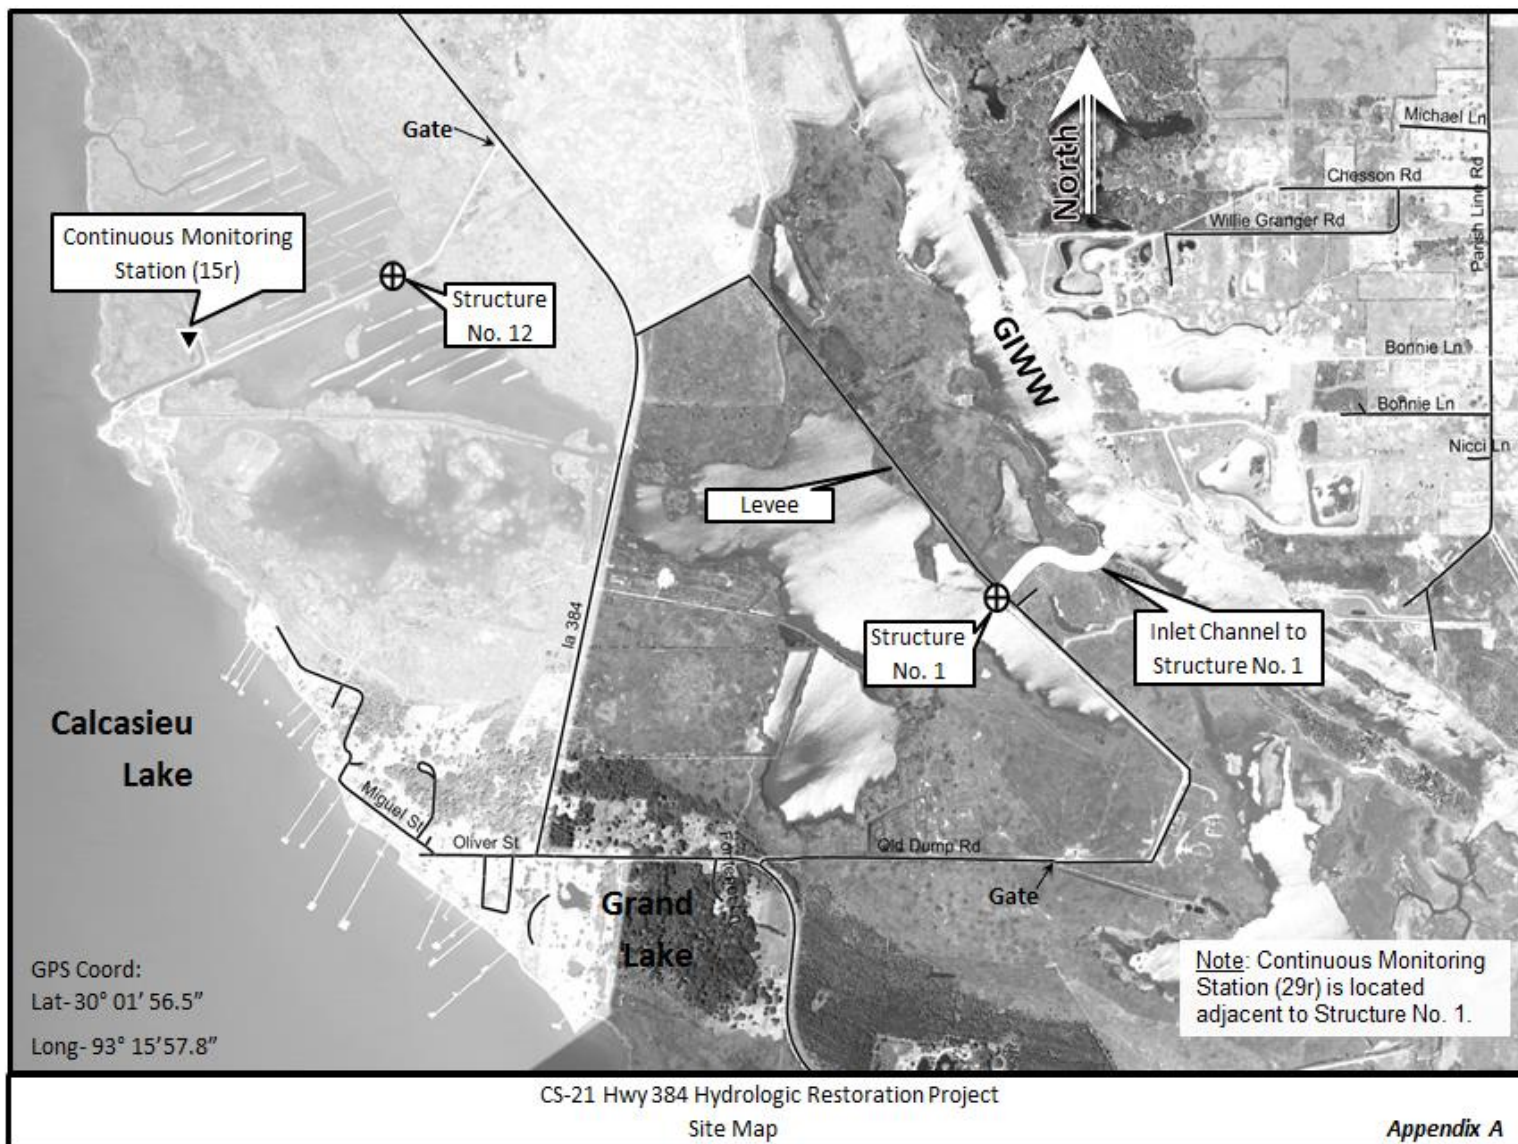 Gate
North
Michael Ln
Chesson Rd
Willie Granger Rd
Parish Line Rd
Continuous Monitoring
Station (15r)
Structure
No. 12
GIWW
Bonnie Ln
Bonnie Ln
Nicci Ln
Levee
la 384
Structure
No. 1
Inlet Channel to
Structure No. 1
Calcasieu
Lake
Miguel St
Oliver St
Old Dump Rd
Gate
Grand
Lake
GPS Coord:
Lat- 30° 01' 56.5"
Long- 93° 15'57.8"
Note: Continuous Monitoring
Station (29r) is located
adjacent to Structure No. 1.
CS-21 Hwy 384 Hydrologic Restoration Project
Site Map
Appendix A